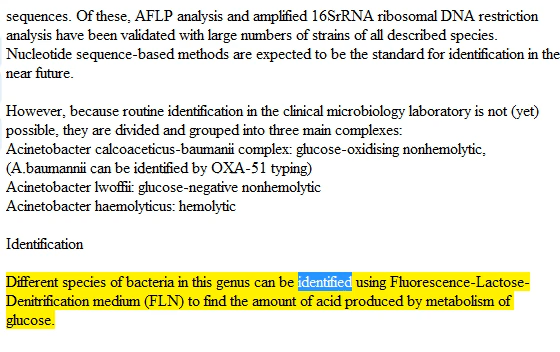 sequences. Of these, AFLP analysis and amplified 16SrRNA ribosomal DNA restriction
analysis have been validated with large numbers of strains of all described species.
Nucleotide sequence-based methods are expected to be the standard for identification in the
near future.
However, because routine identification in the clinical microbiology laboratory is not (yet)
possible, they are divided and grouped into three main complexes:
Acinetobacter calcoaceticus-baumanii complex: glucose-oxidising nonhemolytic,
(A.baumannii can be identified by OXA-51 typing)
Acinetobacter lwoffii: glucose-negative nonhemolytic
Acinetobacter haemolyticus: hemolytic
Identification
Different species of bacteria in this genus can be identified using Fluorescence-Lactose-
Denitrification medium (FLN) to find the amount of acid produced by metabolism of
glucose.